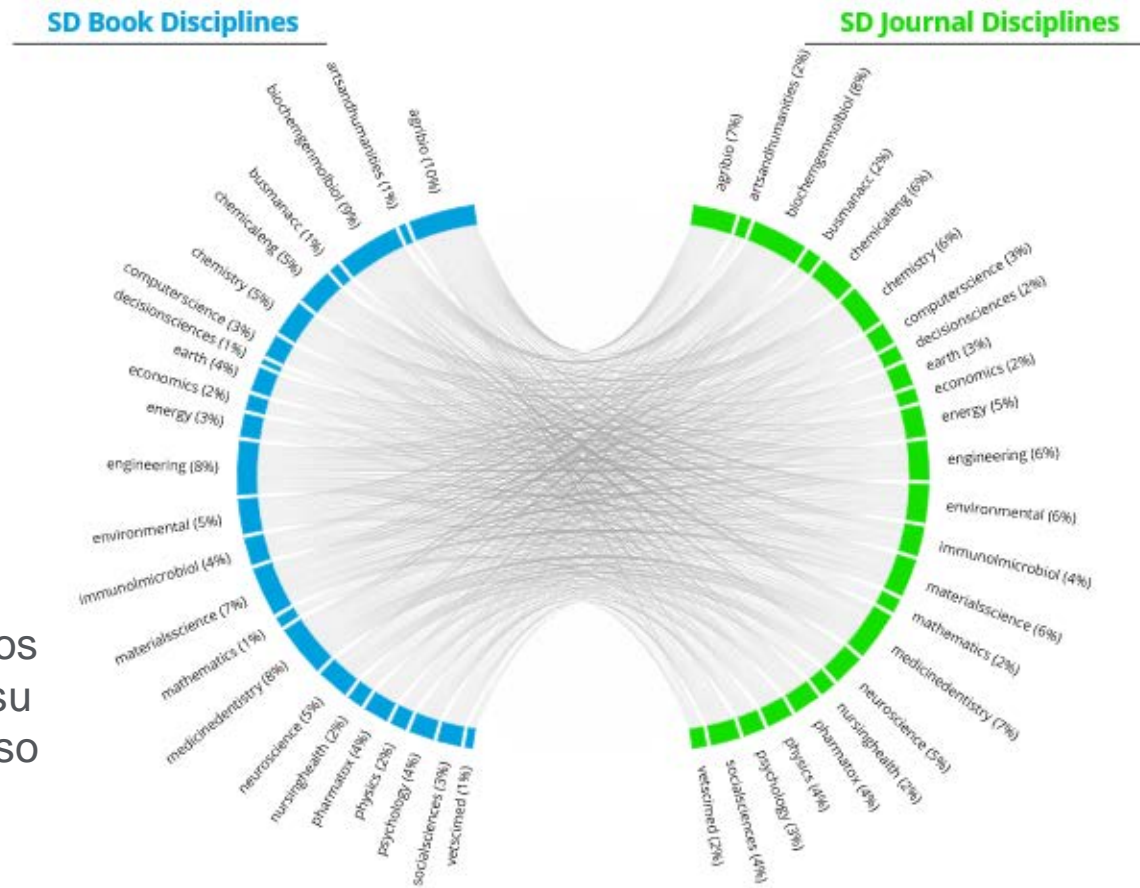 SD Book Disciplines
SD Journal Disciplines
agribio (10%)
artsandhumanities (1%)
biochemgenmolbiol (9%)
busmanacc (1%)
chemicaleng (5%)
chemistry (5%)
computerscience (3%)
decisionsciences (1%)
earth (4%)
economics (2%)
energy (3%)
engineering (8%)
environmental (5%)
immunolmicrobiol (4%)
materialsscience (7%)
mathematics (1%)
medicinedentistry (8%)
neuroscience (5%)
nursinghealth (2%)
pharmatox (4%)
physics (2%)
psychology (4%)
socialsciences (3%)
vetscimed (1%)
agribio (7%)
artsandhumanities (2%)
biochemgenmolbiol (8%)
busmanacc (2%)
chemicaleng (6%)
chemistry (6%)
computerscience (3%)
decisionsciences (2%)
earth (3%)
economics (2%)
energy (5%)
engineering (6%)
environmental (6%)
immunolmicrobiol (4%)
materialsscience (6%)
mathematics (2%)
medicinedentistry (7%)
neuroscience (5%)
nursinghealth (2%)
pharmatox (4%)
physics (4%)
psychology (3%)
socialsciences (4%)
vetscimed (2%)
os
su
so